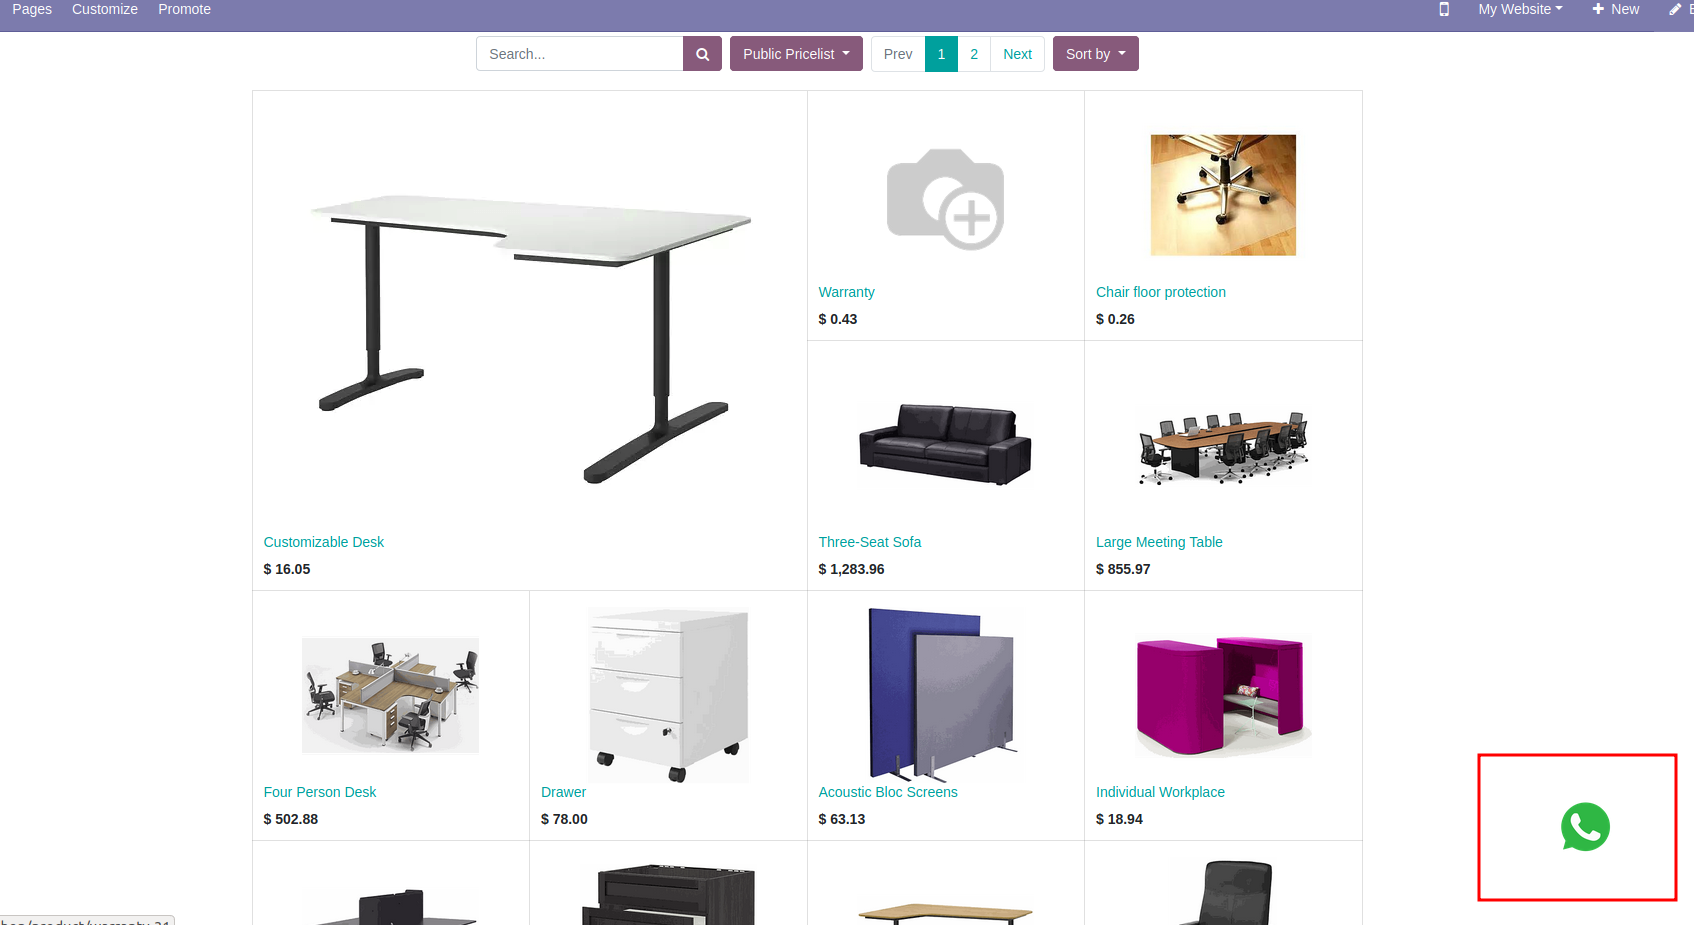 Pages Customize Promote My Website New
Search... Public Pricelist Prev 1 2 Next Sort by
Warranty
$ 0.43
Chair floor protection
$ 0.26
Customizable Desk
$ 16.05
Three-Seat Sofa
$ 1,283.96
Large Meeting Table
$ 855.97
Four Person Desk
$ 502.88
Drawer
$ 78.00
Acoustic Bloc Screens
$ 63.13
Individual Workplace
$ 18.94